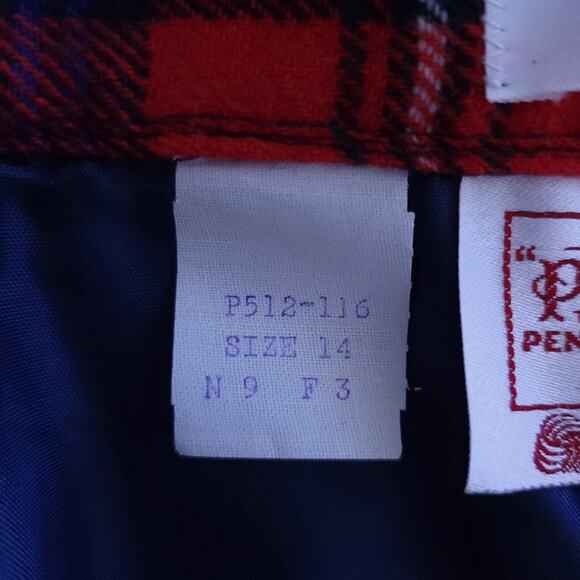 P512-116
SIZE 14
N 9 F 3
PEN